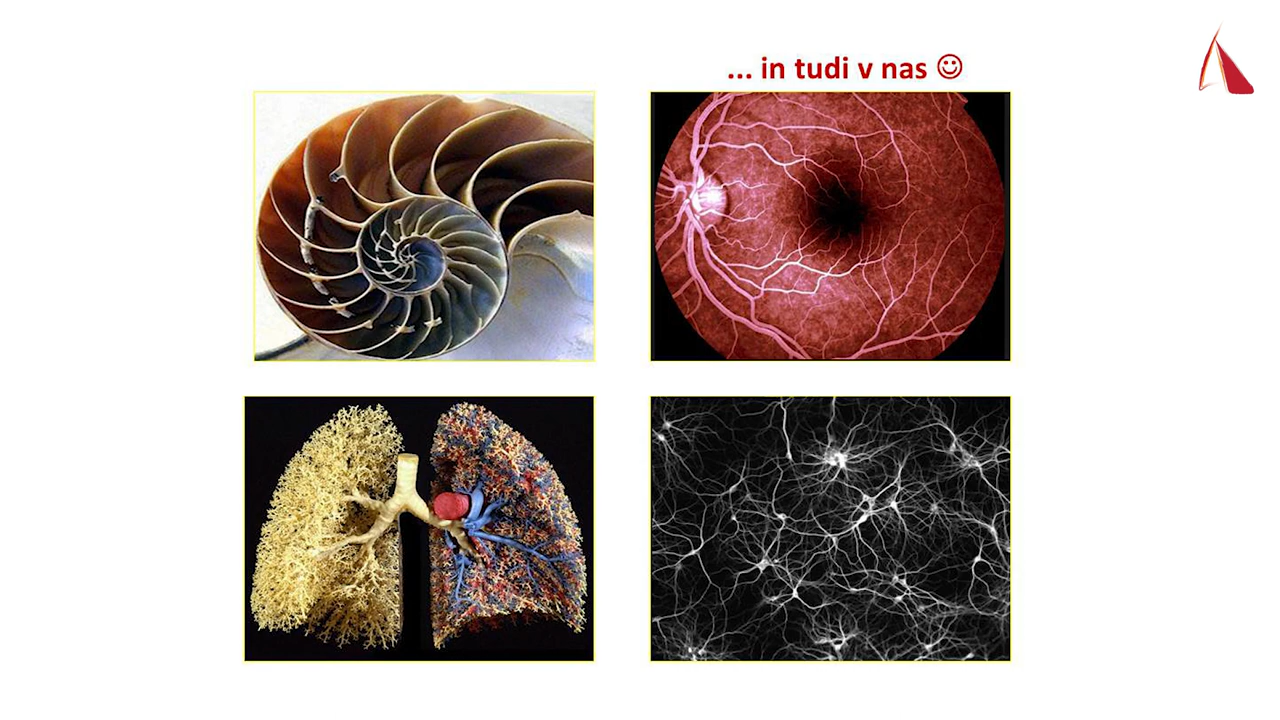 ... in tudi v nas ☺